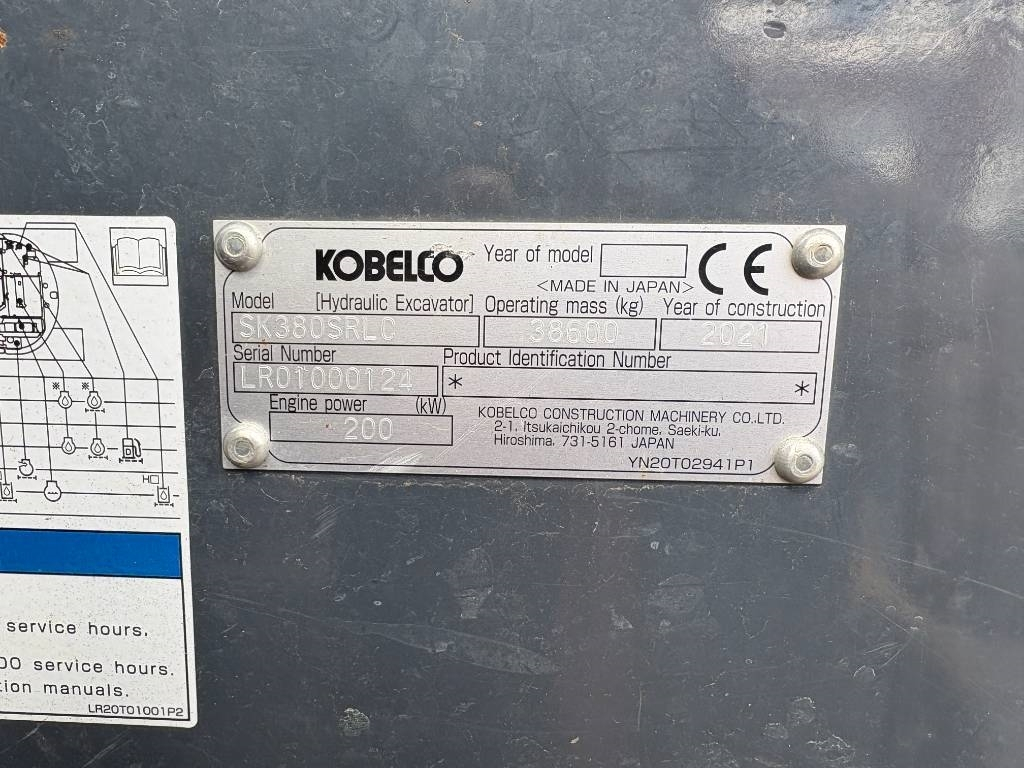 KOBELCO
Year of model
CE
<MADE IN JAPAN>
Model [Hydraulic Excavator] Operating mass (kg) Year of construction
SK380SRLC 38600 2021
Serial Number Product Identification Number
LR01000124 * *
Engine power (kW)
200
KOBELCO CONSTRUCTION MACHINERY CO.,LTD.
2-1, Itsukaichikou 2-chome, Saeki-ku,
Hiroshima, 731-5161 JAPAN
YN20T02941P1
service hours.
00 service hours.
tion manuals.
LR20T01001P2